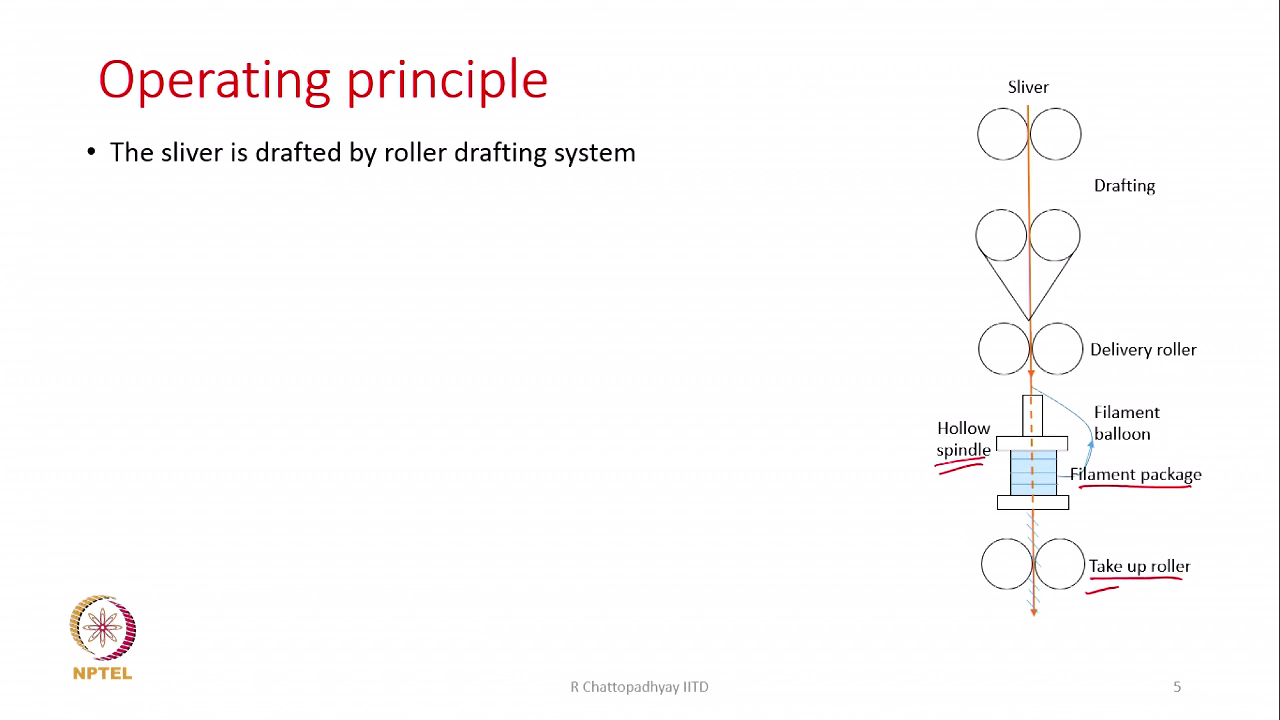 Operating principle
• The sliver is drafted by roller drafting system
Sliver
Drafting
Delivery roller
Filament
balloon
Hollow
spindle
Filament package
Take up roller
NPTEL
R Chattopadhyay IITD
5